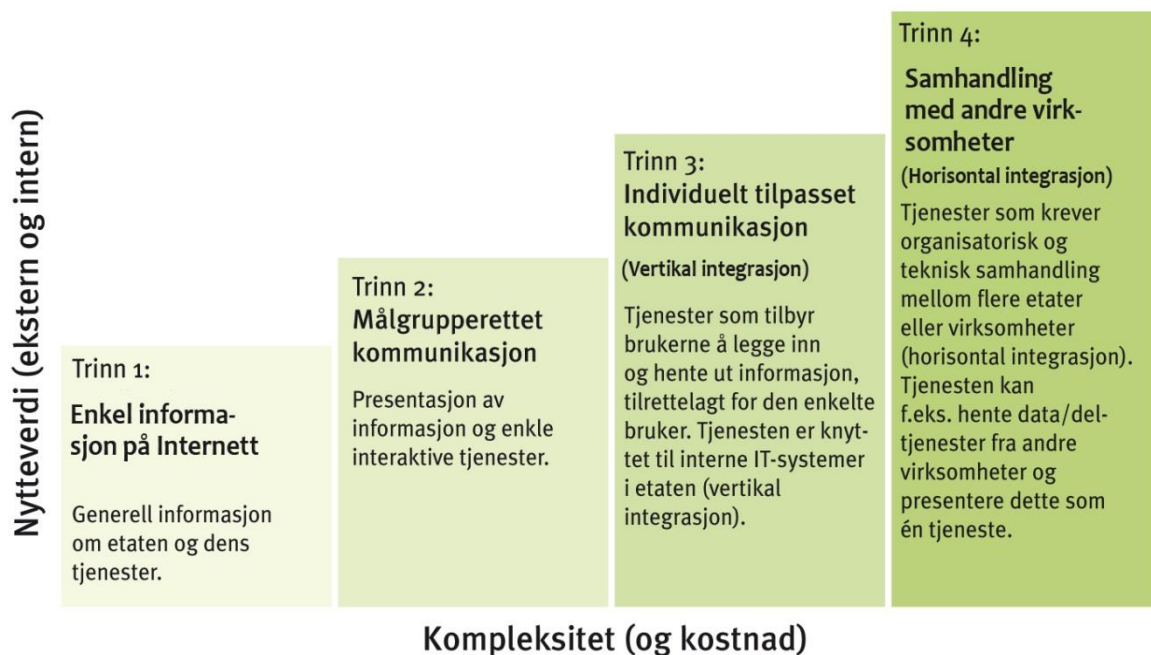 Nytteverdi (ekstern og intern)
Trinn 1:
Enkel informa-
sjon på Internett
Generell informasjon
om etaten og dens
tjenester.
Trinn 2:
Målgrupperettet
kommunikasjon
Presentasjon av
informasjon og enkle
interaktive tjenester.
Trinn 3:
Individuelt tilpasset
kommunikasjon
(Vertikal integrasjon)
Tjenester som tilbyr
brukerne å legge inn
og hente ut informasjon,
tilrettelagt for den enkelte
bruker. Tjenesten er knyt-
tet til interne IT-systemer
i etaten (vertikal
integrasjon).
Trinn 4:
Samhandling
med andre virk-
somheter
(Horisontal integrasjon)
Tjenester som krever
organisatorisk og
teknisk samhandling
mellom flere etater
eller virksomheter
(horisontal integrasjon).
Tjenesten kan
f.eks. hente data/del-
tjenester fra andre
virksomheter og
presentere dette som
én tjeneste.
Kompleksitet (og kostnad)